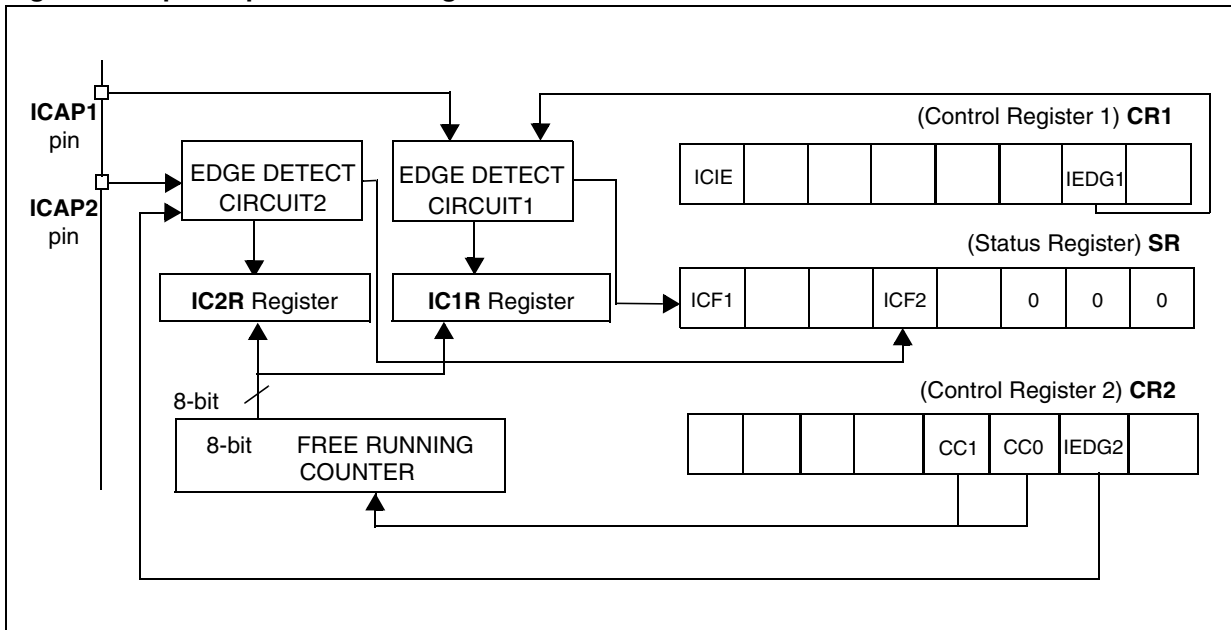 ICAP1
pin
ICAP2
pin
EDGE DETECT
CIRCUIT2
EDGE DETECT
CIRCUIT1
IC2R Register
IC1R Register
8-bit
8-bit FREE RUNNING
COUNTER
(Control Register 1) CR1
ICIE
IEDG1
(Status Register) SR
ICF1
ICF2
0
0
0
(Control Register 2) CR2
CC1
CC0
IEDG2